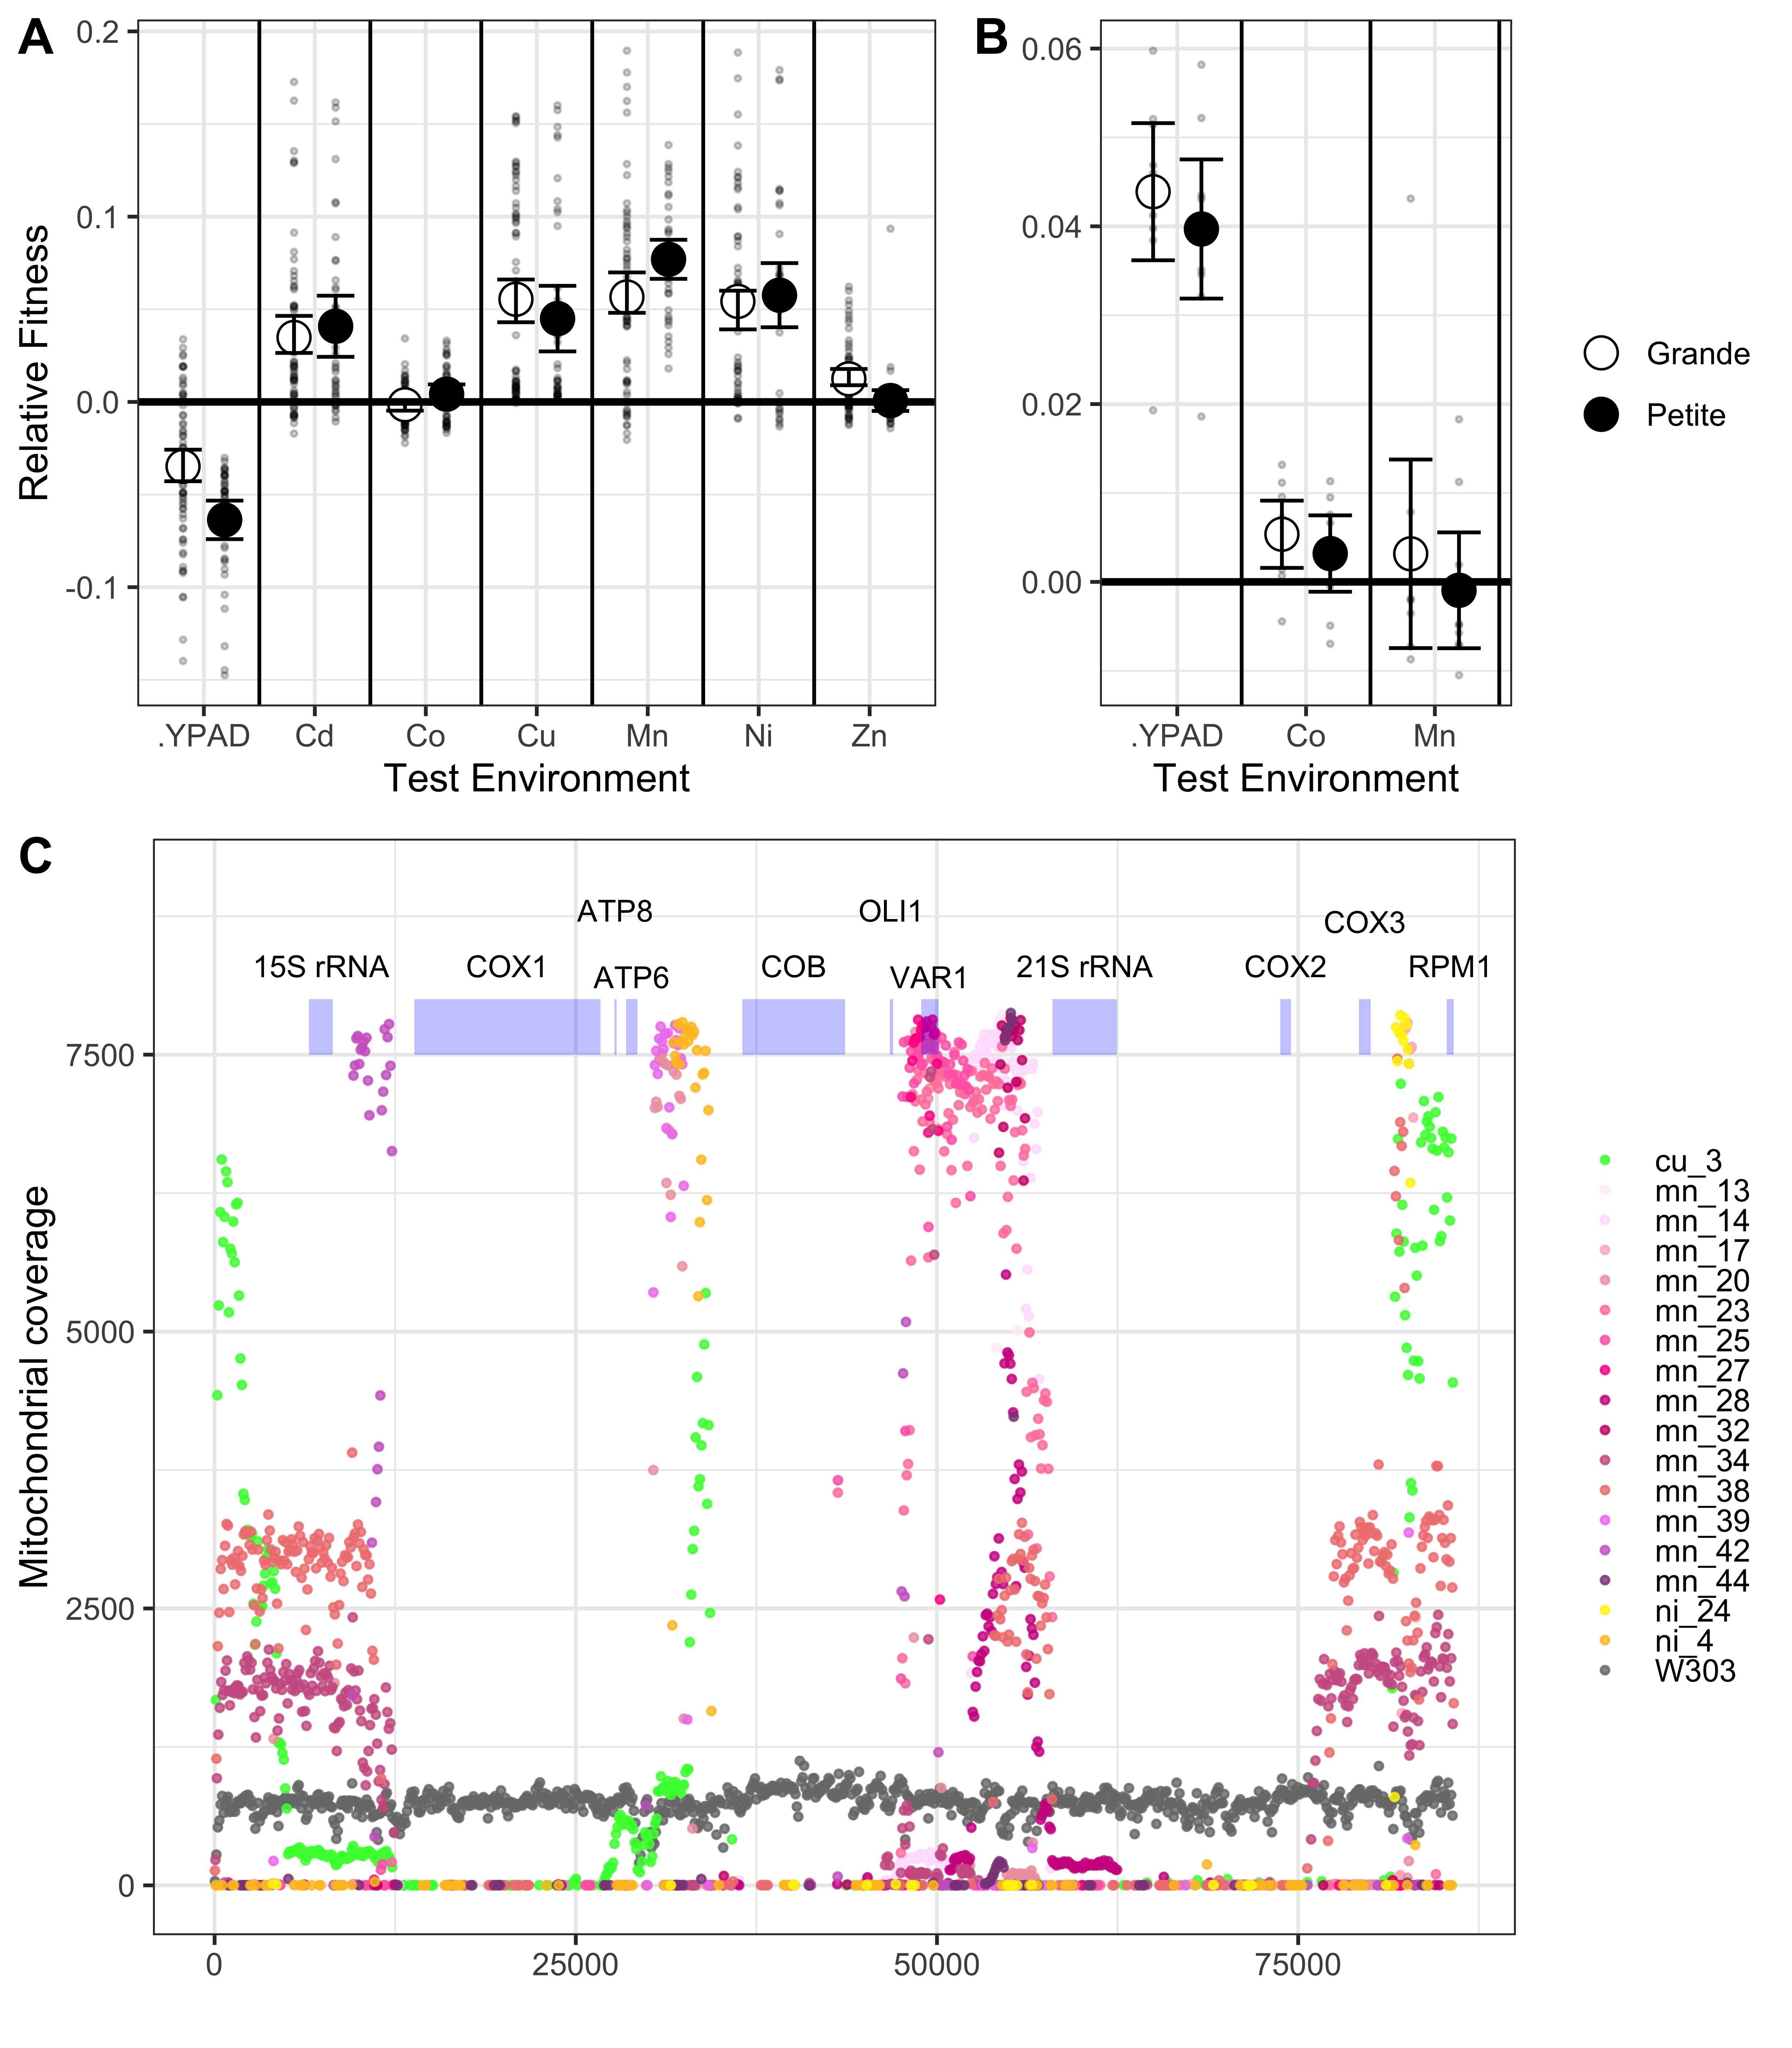 A
Relative Fitness
0.2
0.1
0.0
-0.1
.YPAD Cd Co Cu Mn Ni Zn
Test Environment
B
0.06
0.04
0.02
0.00
.YPAD Co Mn
Test Environment
Grande
Petite
C
Mitochondrial coverage
7500
5000
2500
0
ATP8 OLI1 COX3
15S rRNA COX1 ATP6 COB VAR1 21S rRNA COX2 RPM1
0 25000 50000 75000
cu_3
mn_13
mn_14
mn_17
mn_20
mn_23
mn_25
mn_27
mn_28
mn_32
mn_34
mn_38
mn_39
mn_42
mn_44
ni_24
ni_4
W303